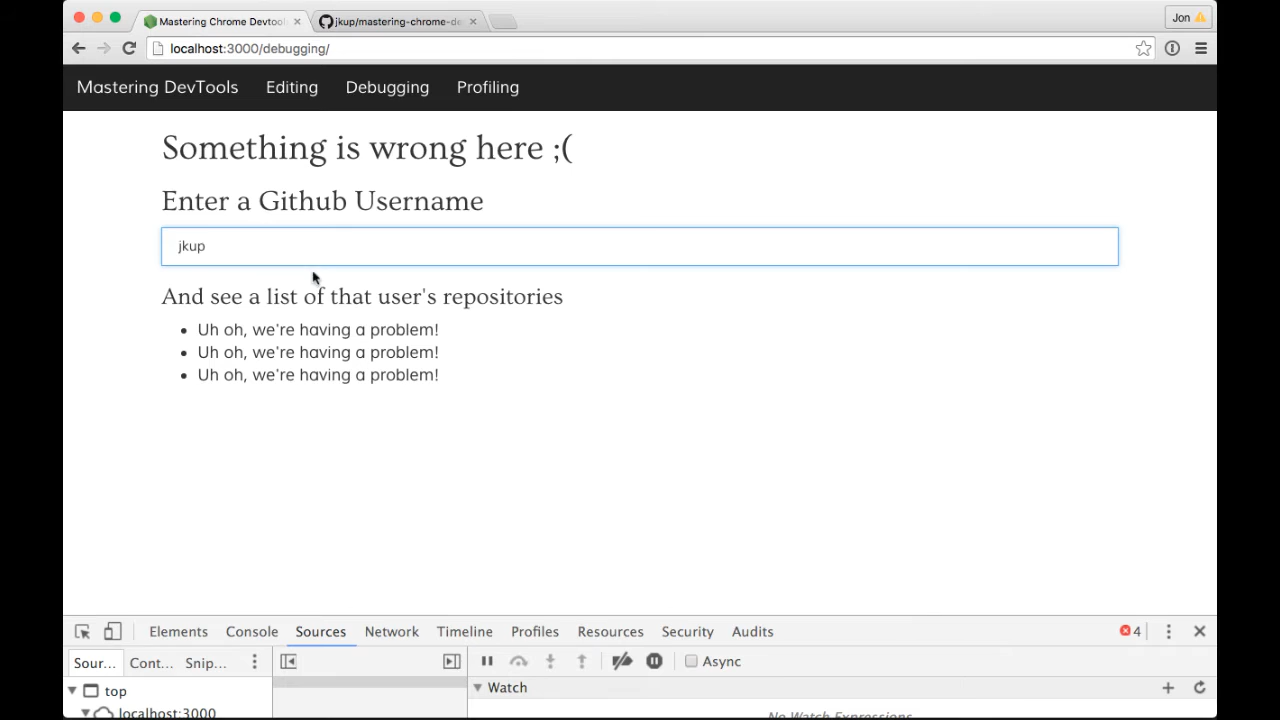 Mastering Chrome Devtool
jkup/mastering-chrome-de
Jon
localhost:3000/debugging/
Mastering DevTools Editing Debugging Profiling
Something is wrong here ;(
Enter a Github Username
jkup
And see a list of that user's repositories
Uh oh, we're having a problem!
Uh oh, we're having a problem!
Uh oh, we're having a problem!
Elements Console Sources Network Timeline Profiles Resources Security Audits 4
Sour... Cont... Snip... Async
top Watch
localhost:3000 No Watch Expressions